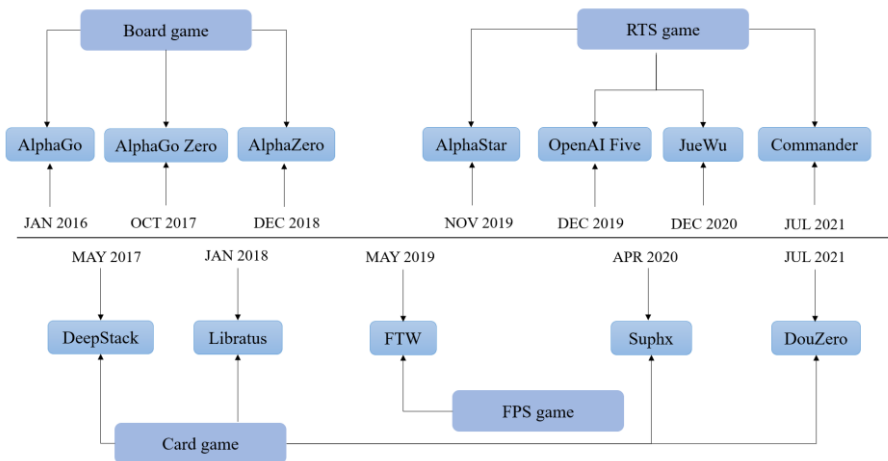 Board game
RTS game
AlphaGo
AlphaGo Zero
AlphaZero
AlphaStar
OpenAI Five
JueWu
Commander
JAN 2016
OCT 2017
DEC 2018
NOV 2019
DEC 2019
DEC 2020
JUL 2021
MAY 2017
JAN 2018
MAY 2019
APR 2020
JUL 2021
DeepStack
Libratus
FTW
Suphx
DouZero
FPS game
Card game